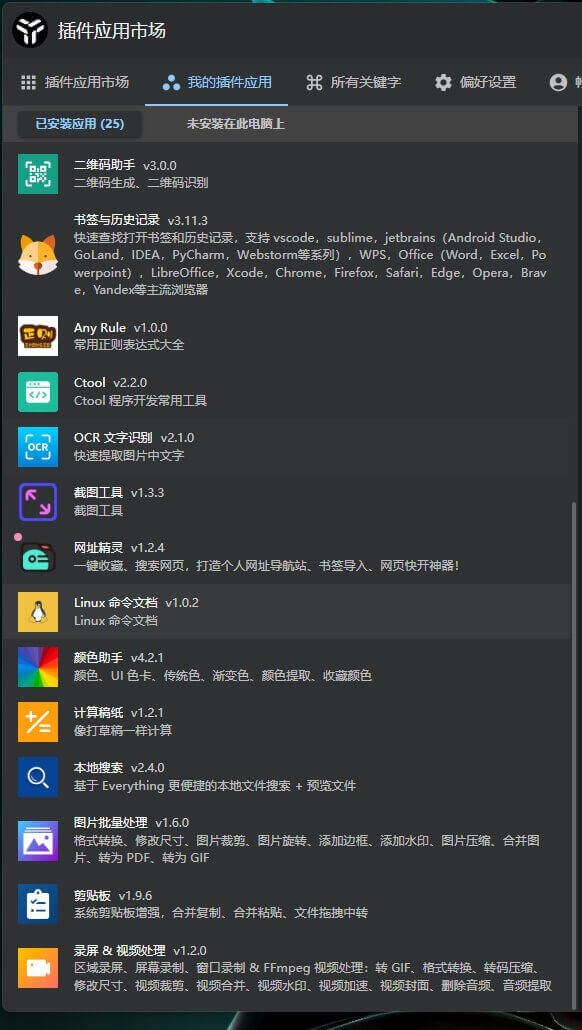 插件应用市场
插件应用市场
我的插件应用
所有关键字
偏好设置
已安装应用 (25)
未安装在此电脑上
二维码助手 v3.0.0
二维码生成、二维码识别
书签与历史记录 v3.11.3
快速查找打开书签和历史记录，支持 vscode，sublime，jetbrains（Android Studio，
GoLand，IDEA，PyCharm，Webstorm等系列），WPS，Office（Word，Excel，Po
werpoint），LibreOffice，Xcode，Chrome，Firefox，Safari，Edge，Opera，Brav
e，Yandex等主流浏览器
正则
Any Rule v1.0.0
常用正则表达式大全
Ctool v2.2.0
Ctool 程序开发常用工具
OCR
OCR 文字识别 v2.1.0
快速提取图片中文字
截图工具 v1.3.3
截图工具
网址精灵 v1.2.4
一键收藏、搜索网页，打造个人网址导航站、书签导入、网页快开神器！
Linux 命令文档 v1.0.2
Linux 命令文档
颜色助手 v4.2.1
颜色、UI 色卡、传统色、渐变色、颜色提取、收藏颜色
计算稿纸 v1.2.1
像打草稿一样计算
本地搜索 v2.4.0
基于 Everything 更便捷的本地文件搜索 + 预览文件
图片批量处理 v1.6.0
格式转换、修改尺寸、图片裁剪、图片旋转、添加边框、添加水印、图片压缩、合并图
片、转为 PDF、转为 GIF
剪贴板 v1.9.6
系统剪贴板增强，合并复制、合并粘贴、文件拖拽中转
录屏 & 视频处理 v1.2.0
区域录屏、屏幕录制、窗口录制 & FFmpeg 视频处理：转 GIF、格式转换、转码压缩、
修改尺寸、视频裁剪、视频合并、视频水印、视频加速、视频封面、删除音频、音频提取